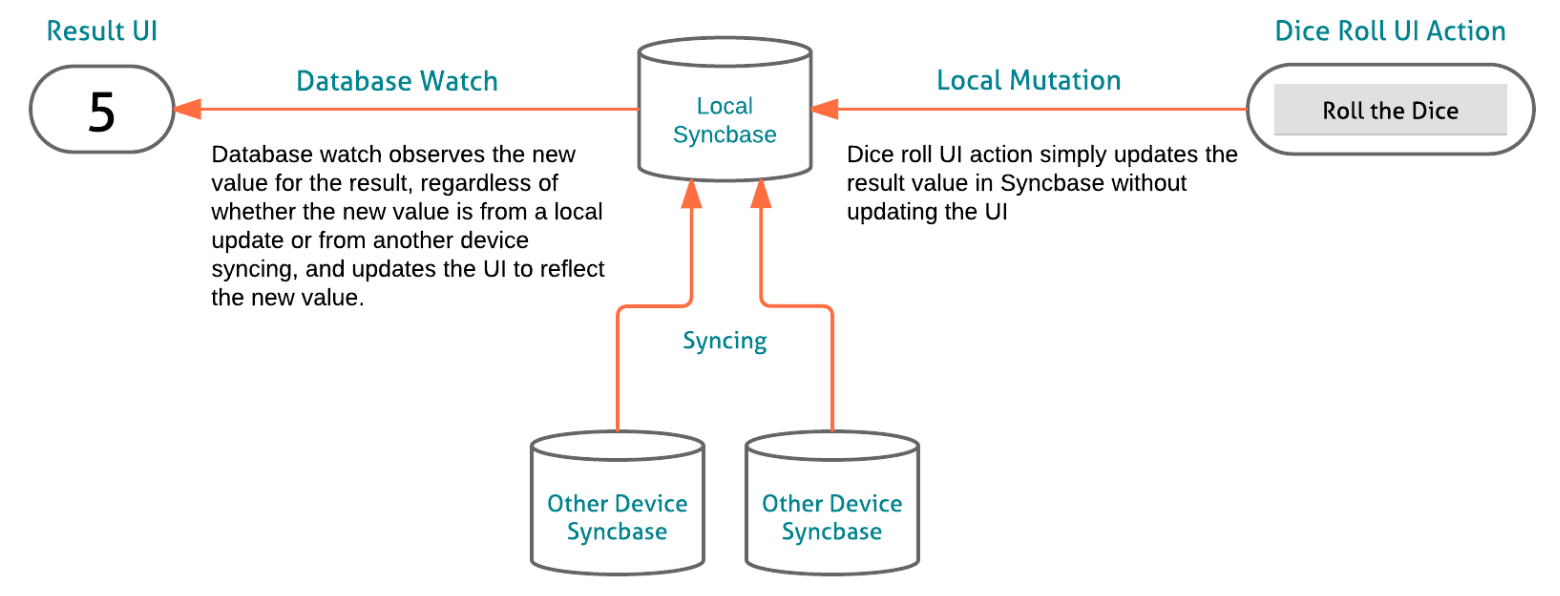 Result UI
Dice Roll UI Action
Database Watch
Local Mutation
5
Local
Syncbase
Roll the Dice
Database watch observes the new
value for the result, regardless of
whether the new value is from a local
update or from another device
syncing, and updates the UI to reflect
the new value.
Dice roll UI action simply updates the
result value in Syncbase without
updating the UI
Syncing
Other Device
Syncbase
Other Device
Syncbase